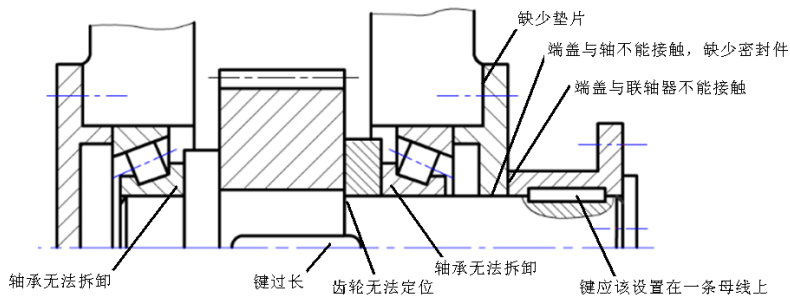 缺少垫片
端盖与轴不能接触，缺少密封件
端盖与联轴器不能接触
轴承无法拆卸
键过长
齿轮无法定位
轴承无法拆卸
键应该设置在一条母线上